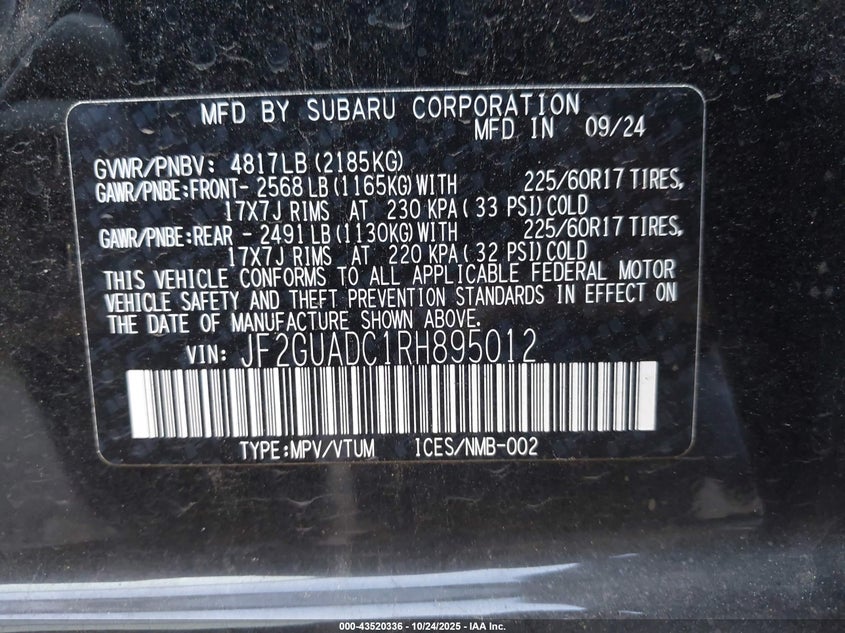 MFD BY SUBARU CORPORATION
MFD IN 09/24
GVWR/PNBV: 4817LB (2185KG)
GAWR/PNBE:FRONT- 2568 LB (1165KG) WITH 225/60R17 TIRES,
17X7J RIMS AT 230 KPA ( 33 PSI) COLD
GAWR/PNBE:REAR - 2491 LB (1130KG) WITH 225/60R17 TIRES,
17X7J RIMS AT 220 KPA ( 32 PSI) COLD
THIS VEHICLE CONFORMS TO ALL APPLICABLE FEDERAL MOTOR
VEHICLE SAFETY AND THEFT PREVENTION STANDARDS IN EFFECT ON
THE DATE OF MANUFACTURE SHOWN ABOVE.
VIN: JF2GUADC1RH895012
TYPE:MPV/VTUM 1CES/NMB-002
000-43520336 - 10/24/2025 - IAA Inc.